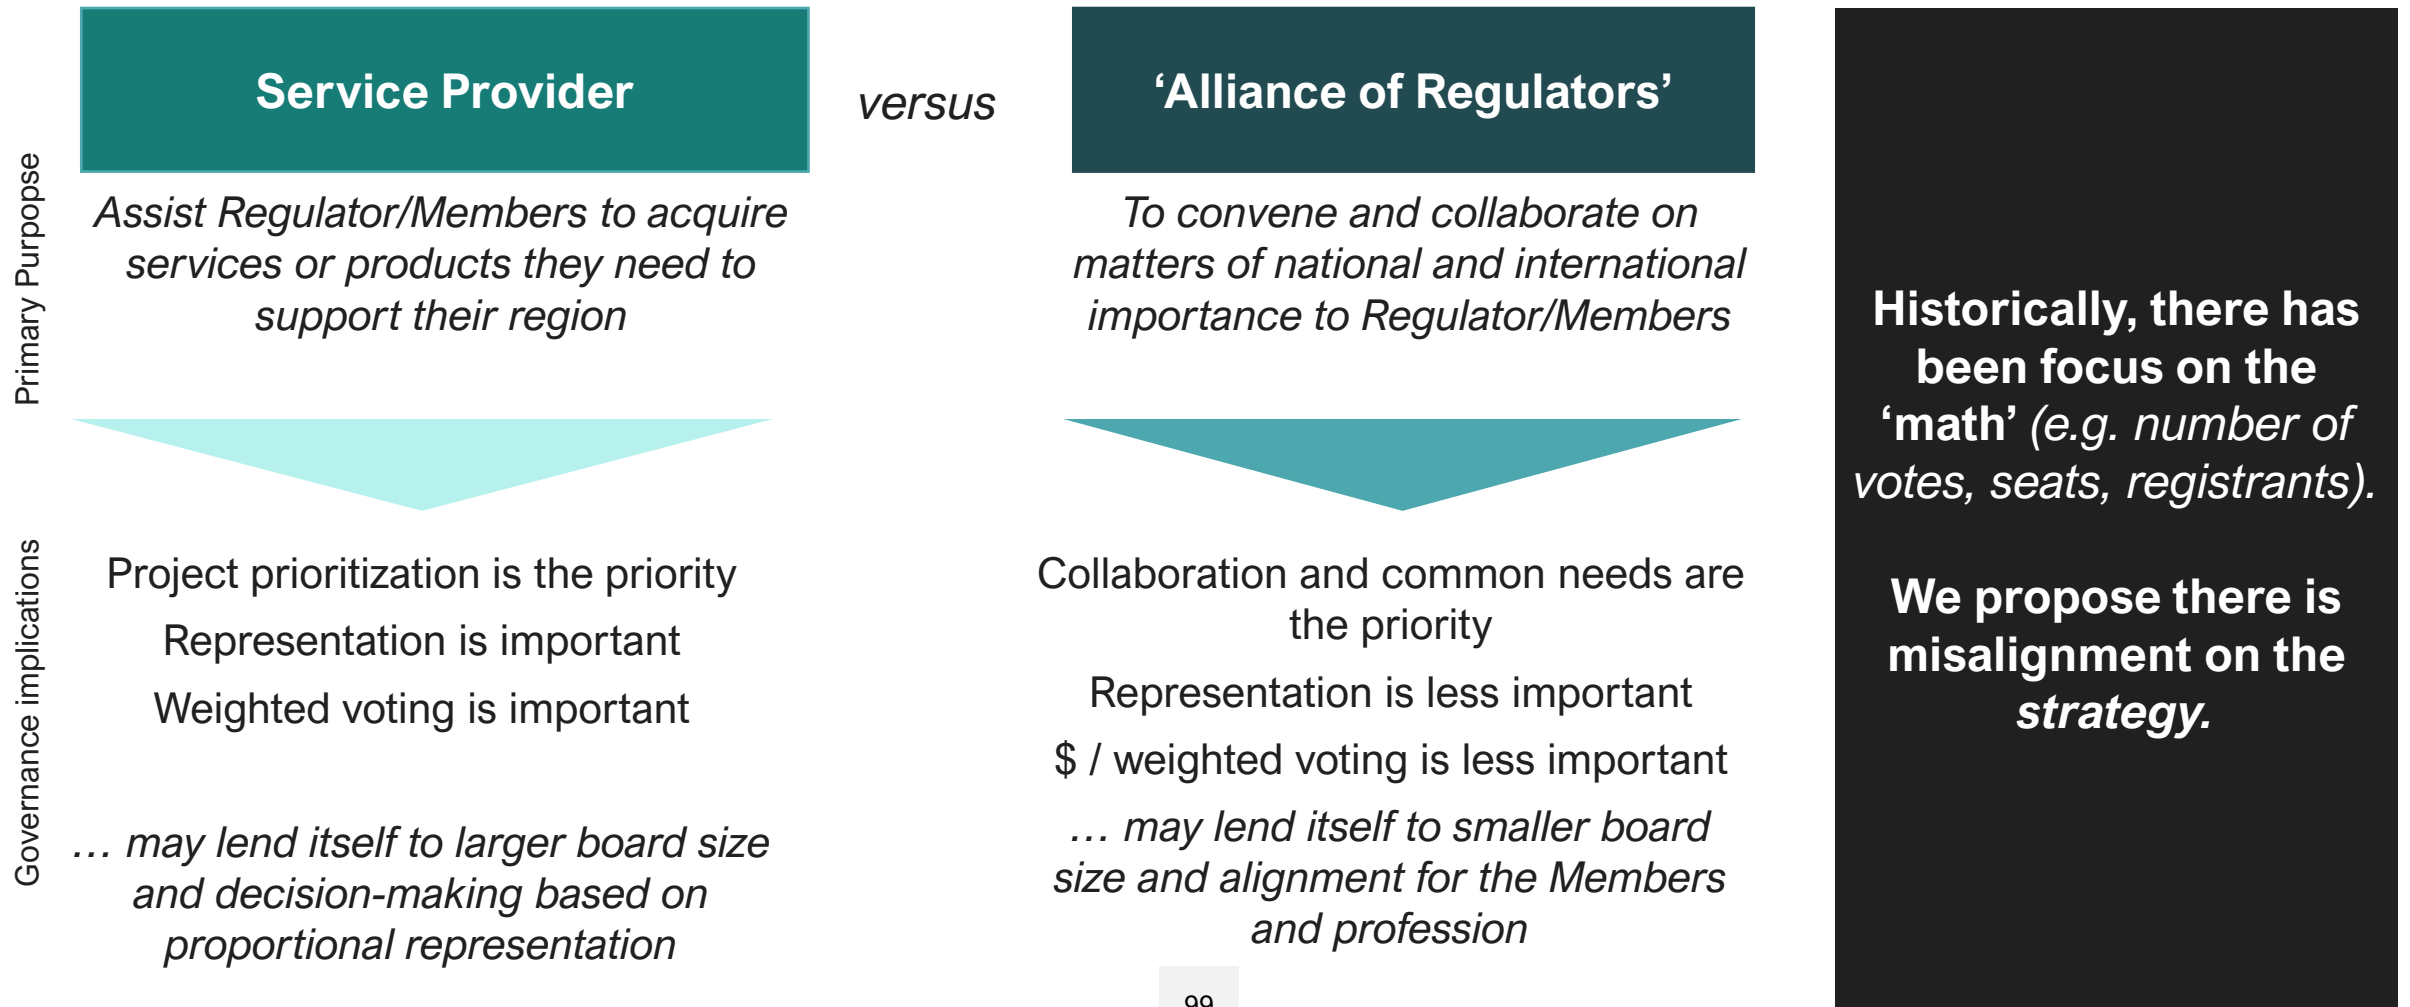 Service Provider
versus
‘Alliance of Regulators’
Primary Purpopse
Assist Regulator/Members to acquire
services or products they need to
support their region
To convene and collaborate on
matters of national and international
importance to Regulator/Members
Governance implications
Project prioritization is the priority
Representation is important
Weighted voting is important
… may lend itself to larger board size
and decision-making based on
proportional representation
Collaboration and common needs are
the priority
Representation is less important
$ / weighted voting is less important
… may lend itself to smaller board
size and alignment for the Members
and profession
Historically, there has
been focus on the
‘math’ (e.g. number of
votes, seats, registrants).
We propose there is
misalignment on the
strategy.
99